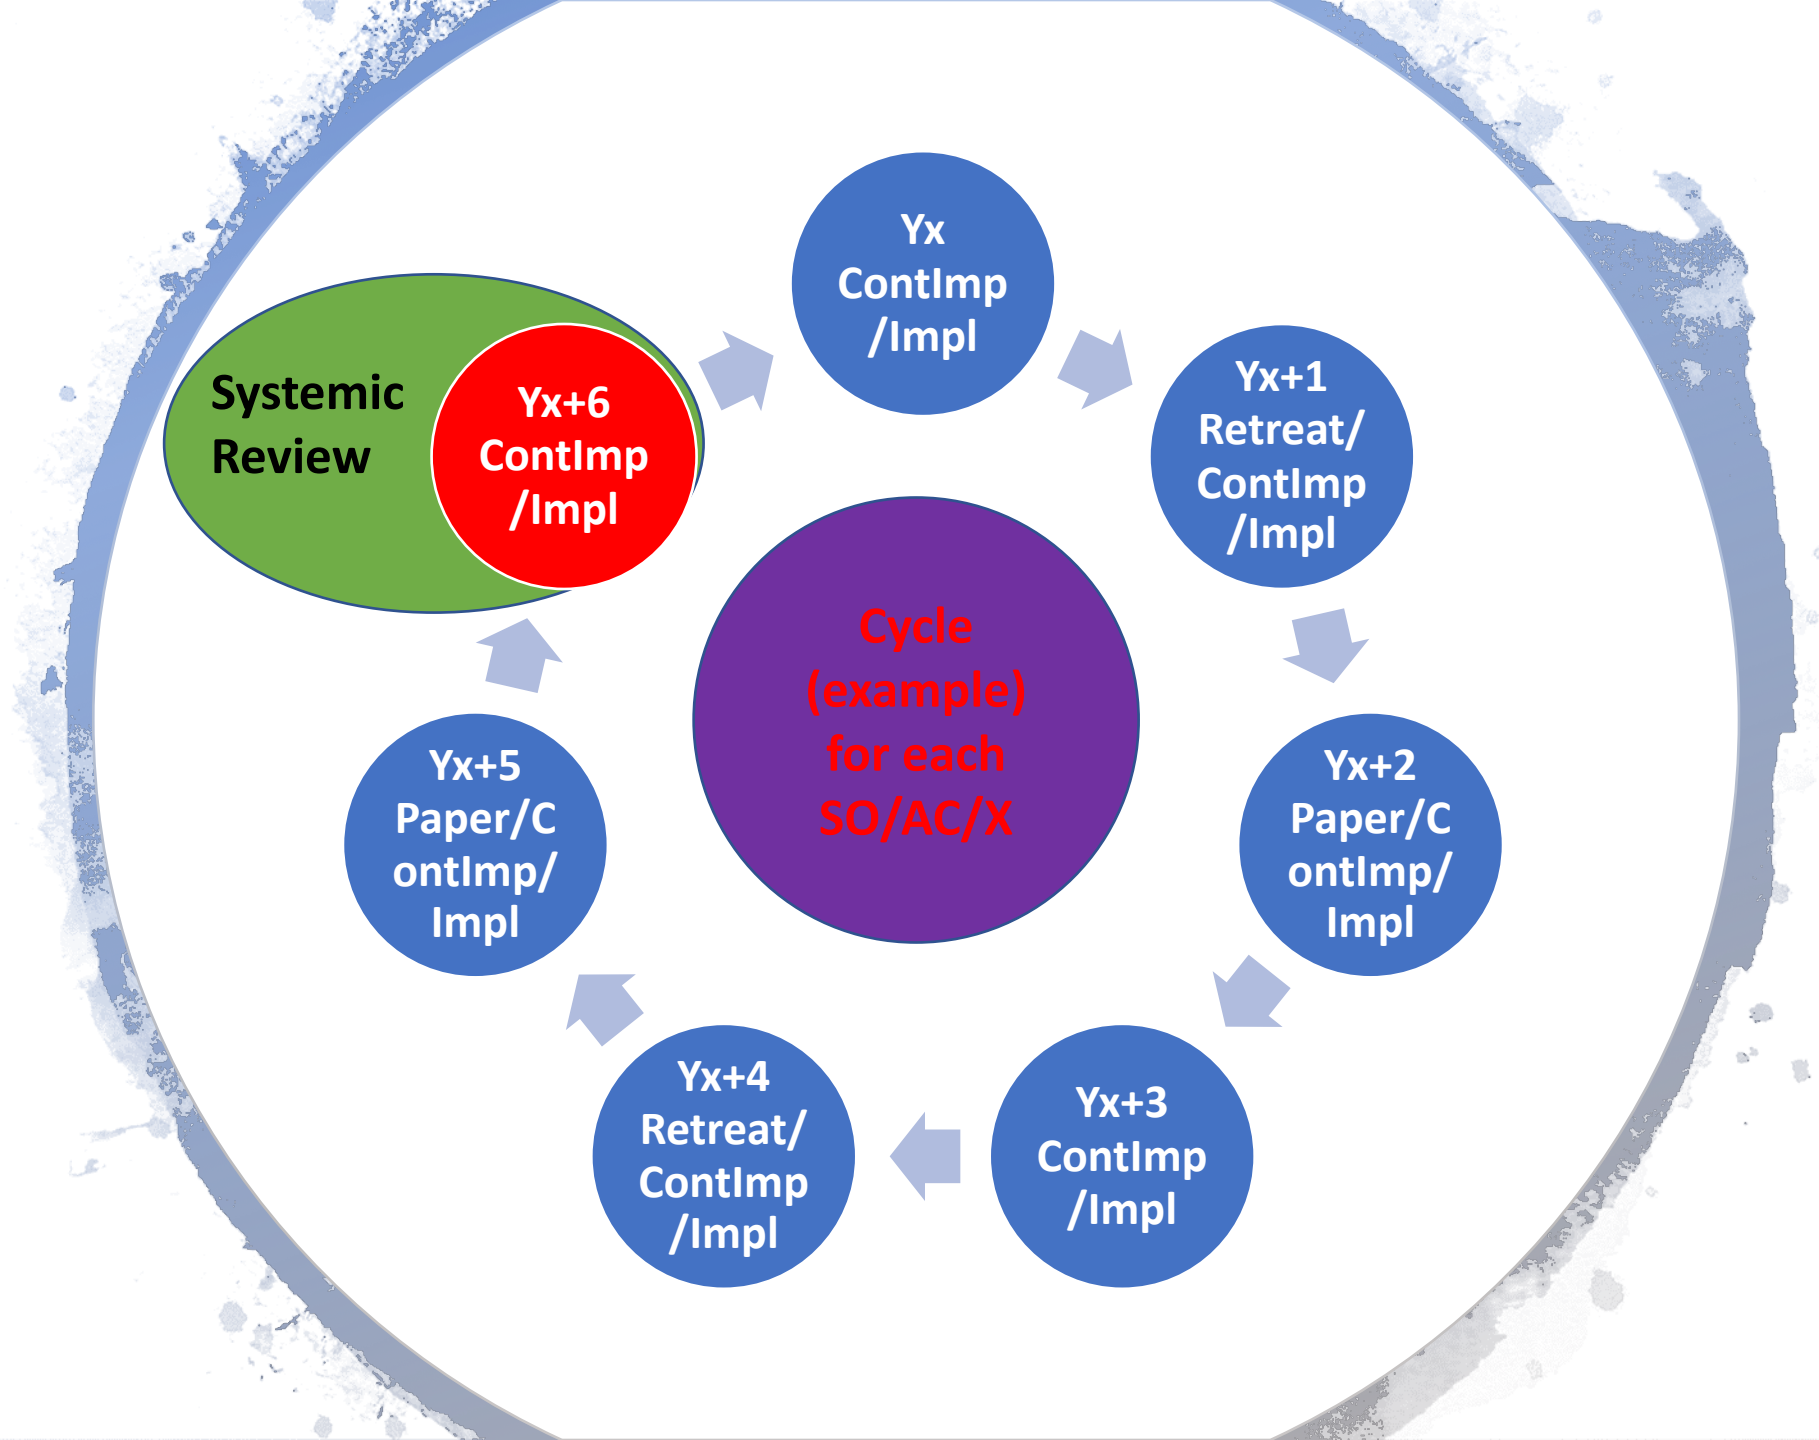 Yx
ContImp
/Impl
Yx+1
Retreat/
ContImp
/Impl
Yx+2
Paper/C
ontImp/
Impl
Yx+3
ContImp
/Impl
Yx+4
Retreat/
ContImp
/Impl
Yx+5
Paper/C
ontImp/
Impl
Systemic
Review
Yx+6
ContImp
/Impl
Cycle
(example)
for each
SO/AC/X